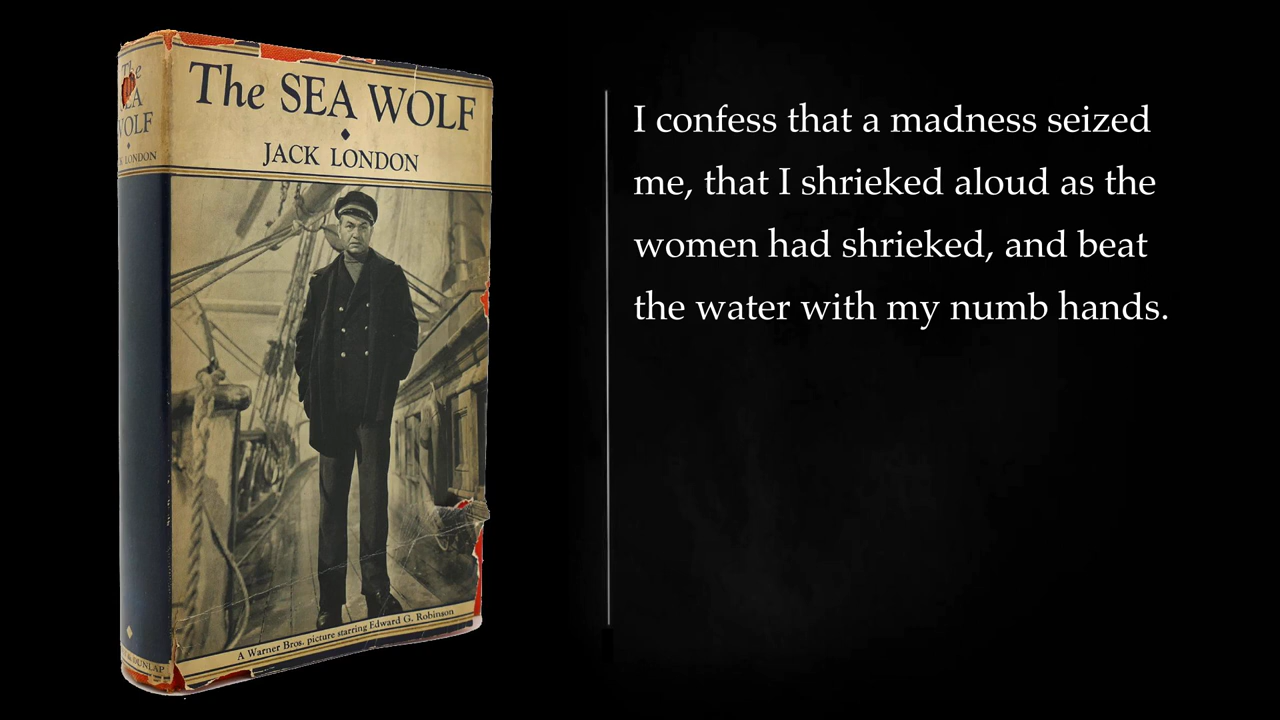 The SEA WOLF
JACK LONDON
A Warner Bros. picture starring Edward G. Robinson
The
SEA
WOLF
LONDON
DUNLAP
I confess that a madness seized
me, that I shrieked aloud as the
women had shrieked, and beat
the water with my numb hands.